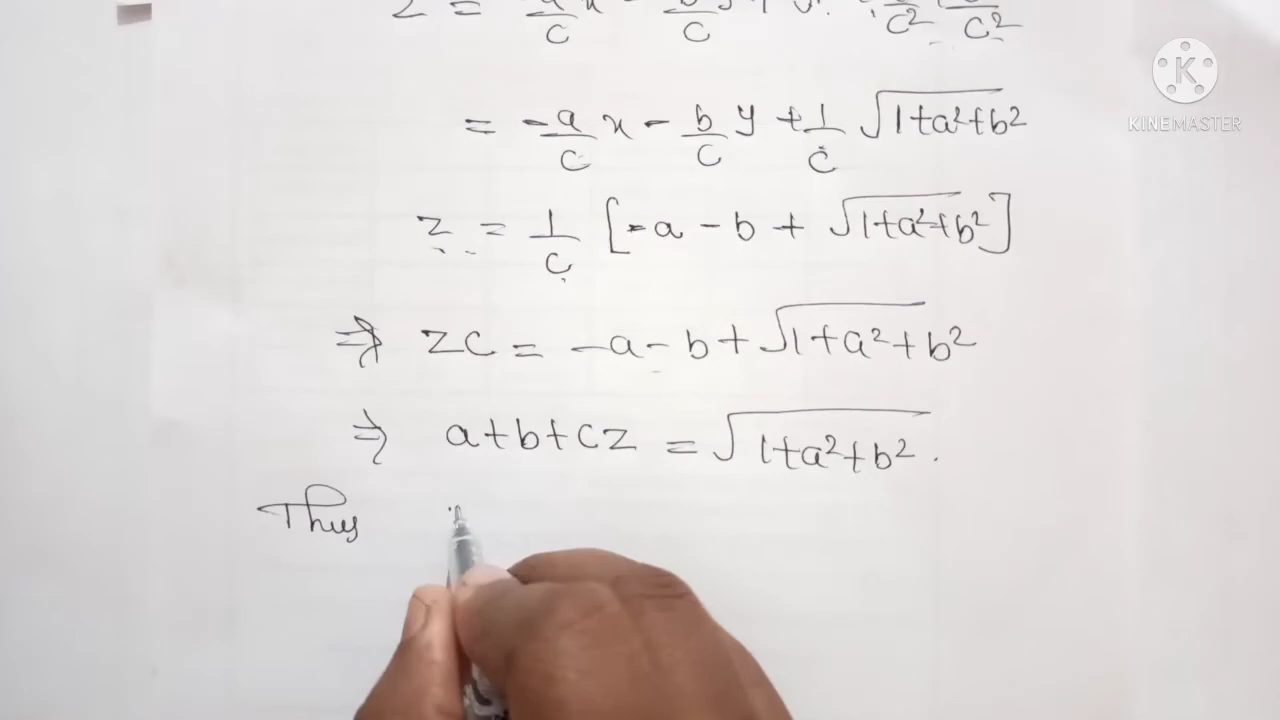 = -a/c x - b/c y + 1/c √1+a²+b²
z = 1/c [-a - b + √1+a²+b²]
⇒ zc = -a - b + √1+a²+b²
⇒ a+b+cz = √1+a²+b².
Thus
KINEMASTER